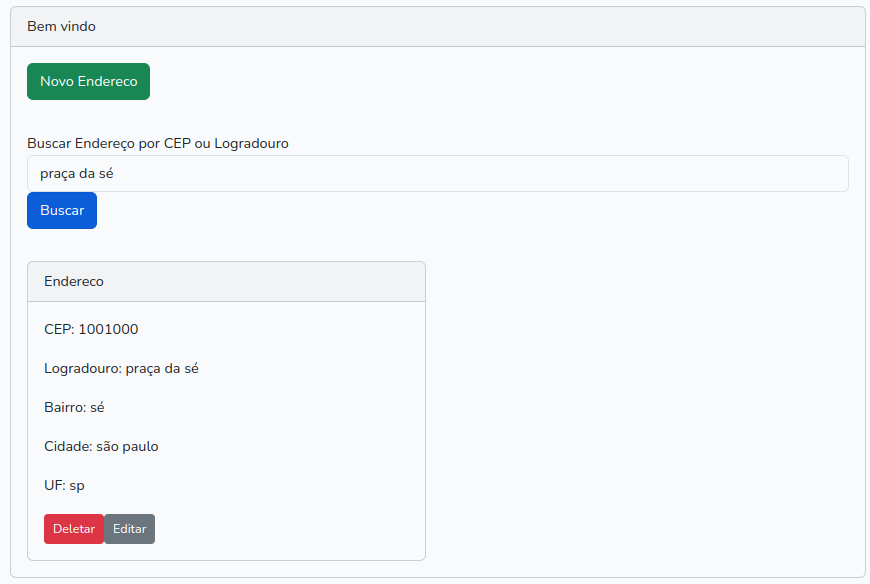 Bem vindo
Novo Endereco
Buscar Endereço por CEP ou Logradouro
praça da sé
Buscar
Endereco
CEP: 1001000
Logradouro: praça da sé
Bairro: sé
Cidade: são paulo
UF: sp
Deletar Editar